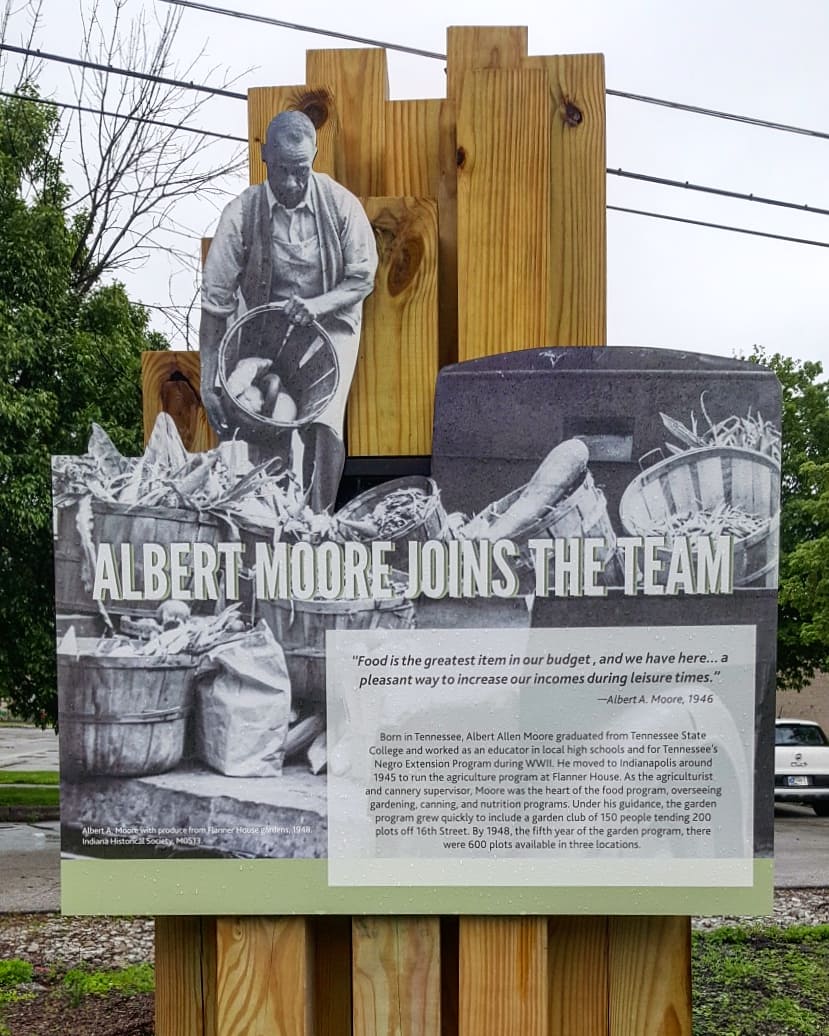 ALBERT MOORE JOINS THE TEAM
"Food is the greatest item in our budget , and we have here... a
pleasant way to increase our incomes during leisure times."
—Albert A. Moore, 1946
Born in Tennessee, Albert Allen Moore graduated from Tennessee State
College and worked as an educator in local high schools and for Tennessee's
Negro Extension Program during WWII. He moved to Indianapolis around
1945 to run the agriculture program at Flanner House. As the agriculturist
and cannery supervisor, Moore was the heart of the food program, overseeing
gardening, canning, and nutrition programs. Under his guidance, the garden
program grew quickly to include a garden club of 150 people tending 200
plots off 16th Street. By 1948, the fifth year of the garden program, there
were 600 plots available in three locations.
Albert A. Moore with produce from Flanner House gardens, 1948.
Indiana Historical Society, M0513.